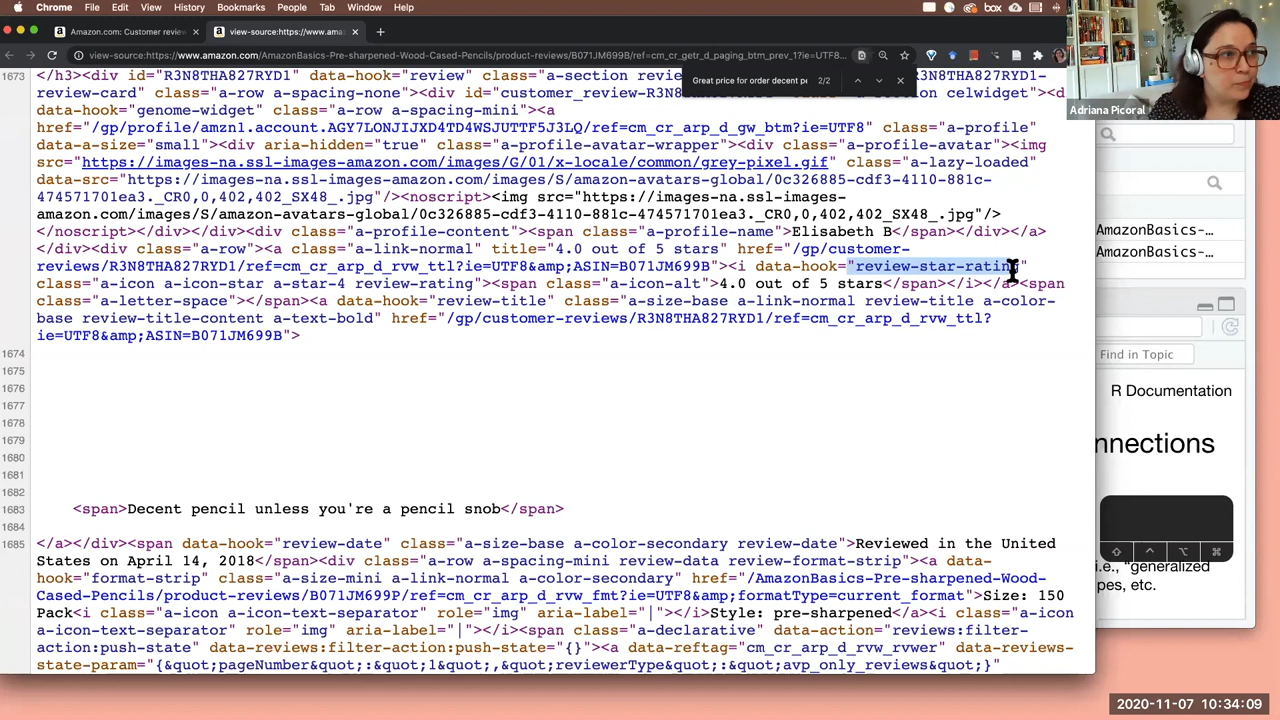 Chrome File Edit View History Bookmarks People Tab Window Help box
Amazon.com: Customer review × view-source:https://www.ama × +
view-source:https://www.amazon.com/AmazonBasics-Pre-sharpened-Wood-Cased-Pencils/product-reviews/B071JM699B/ref=cm_cr_getr_d_paging_btm_prev_1?ie=UTF8...
Great price for order decent pe 2/2
Adriana Picoral
1673 </h3><div id="R3N8THA827RYD1" data-hook="review" class="a-section revie
R3N8THA827RYD1-
review-card" class="a-row a-spacing-none"><div id="customer_review-R3N8
section celwidget"><d
data-hook="genome-widget" class="a-row a-spacing-mini"><a
href="/gp/profile/amzn1.account.AGY7LONJIJXD4TD4WSJUTTF5J3LQ/ref=cm_cr_arp_d_gw_btm?ie=UTF8" class="a-profile"
data-a-size="small"><div aria-hidden="true" class="a-profile-avatar-wrapper"><div class="a-profile-avatar"><img
src="https://images-na.ssl-images-amazon.com/images/G/01/x-locale/common/grey-pixel.gif" class="a-lazy-loaded"
data-src="https://images-na.ssl-images-amazon.com/images/S/amazon-avatars-global/0c326885-cdf3-4110-881c-
474571701ea3._CR0,0,402,402_SX48_.jpg"/><noscript><img src="https://images-na.ssl-images-
amazon.com/images/S/amazon-avatars-global/0c326885-cdf3-4110-881c-474571701ea3._CR0,0,402,402_SX48_.jpg"/>
</noscript></div></div><div class="a-profile-content"><span class="a-profile-name">Elisabeth B</span></div></a>
</div><div class="a-row"><a class="a-link-normal" title="4.0 out of 5 stars" href="/gp/customer-
reviews/R3N8THA827RYD1/ref=cm_cr_arp_d_rvw_ttl?ie=UTF8&amp;ASIN=B071JM699B"><i data-hook="review-star-rating"
class="a-icon a-icon-star a-star-4 review-rating"><span class="a-icon-alt">4.0 out of 5 stars</span></i></a><span
class="a-letter-space"></span><a data-hook="review-title" class="a-size-base a-link-normal review-title a-color-
base review-title-content a-text-bold" href="/gp/customer-reviews/R3N8THA827RYD1/ref=cm_cr_arp_d_rvw_ttl?
ie=UTF8&amp;ASIN=B071JM699B">
1674
1675
1676
1677
1678
1679
1680
1681
1682
1683 <span>Decent pencil unless you're a pencil snob</span>
1684
1685 </a></div><span data-hook="review-date" class="a-size-base a-color-secondary review-date">Reviewed in the United
States on April 14, 2018</span><div class="a-row a-spacing-mini review-data review-format-strip"><a data-
hook="format-strip" class="a-size-mini a-link-normal a-color-secondary" href="/AmazonBasics-Pre-sharpened-Wood-
Cased-Pencils/product-reviews/B071JM699P/ref=cm_cr_arp_d_rvw_fmt?ie=UTF8&amp;formatType=current_format">Size: 150
Pack<i class="a-icon a-icon-text-separator" role="img" aria-label="|"></i>Style: pre-sharpened</a><i class="a-icon
a-icon-text-separator" role="img" aria-label="|"></i><span class="a-declarative" data-action="reviews:filter-
action:push-state" data-reviews:filter-action:push-state="{}"><a data-reftag="cm_cr_arp_d_rvw_rvwer" data-reviews-
state-param="{&quot;pageNumber&quot;:&quot;1&quot;,&quot;reviewerType&quot;:&quot;avp_only_reviews&quot;}"
AmazonBasics-...
AmazonBasics-...
Find in Topic
R Documentation
nnections
i.e., "generalized
pes, etc.
2020-11-07 10:34:09